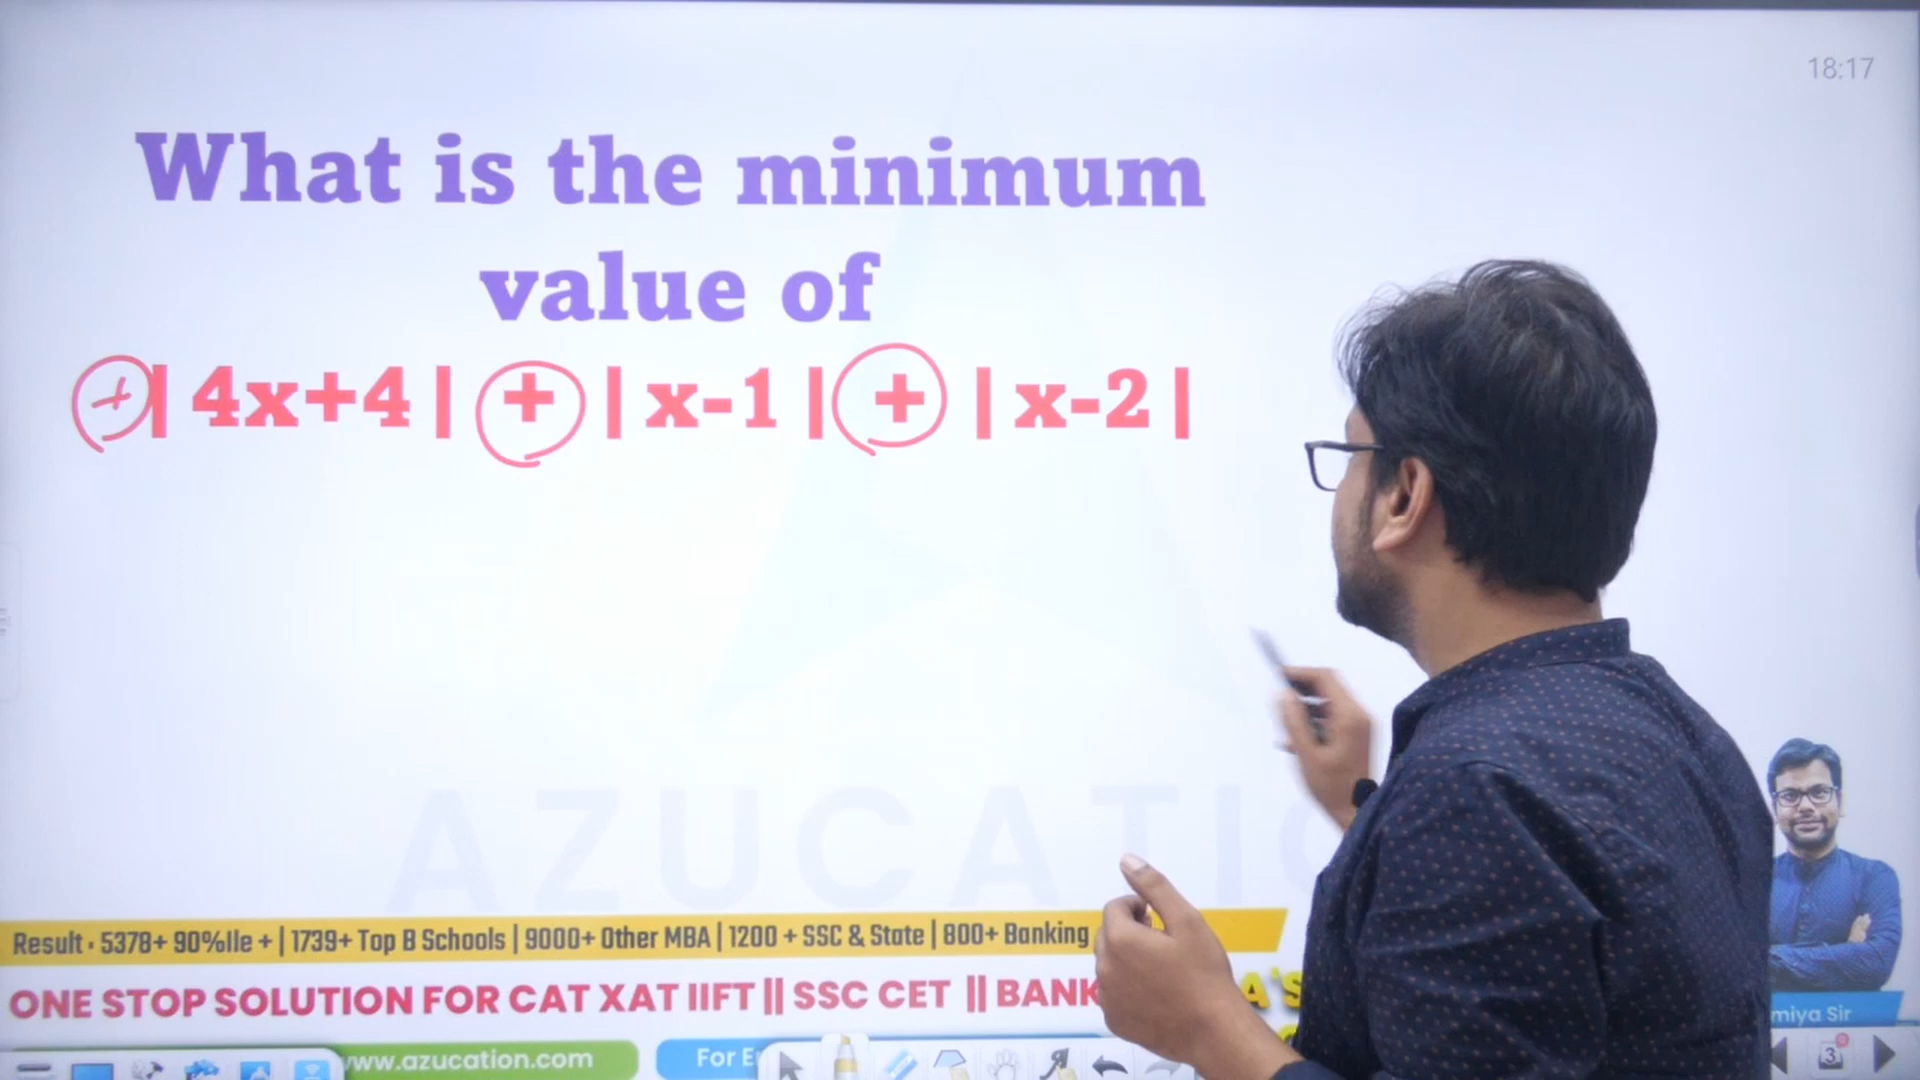 18:17
What is the minimum
value of
+| 4x+4 | + | x-1 | + | x-2 |
AZUCATI
Result : 5378+ 90%Ile + | 1739+ Top B Schools | 9000+ Other MBA | 1200 + SSC & State | 800+ Banking
ONE STOP SOLUTION FOR CAT XAT IIFT || SSC CET || BANK
A'S
miya Sir
www.azucation.com
For E
3